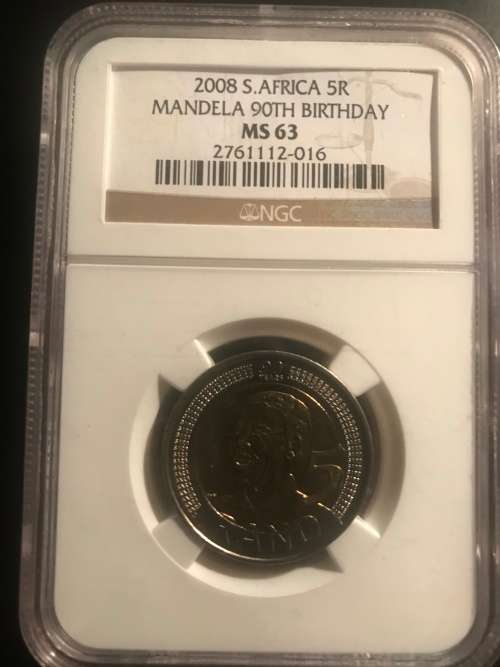 2008 S.AFRICA 5R
MANDELA 90TH BIRTHDAY
MS 63
2761112-016
NGC